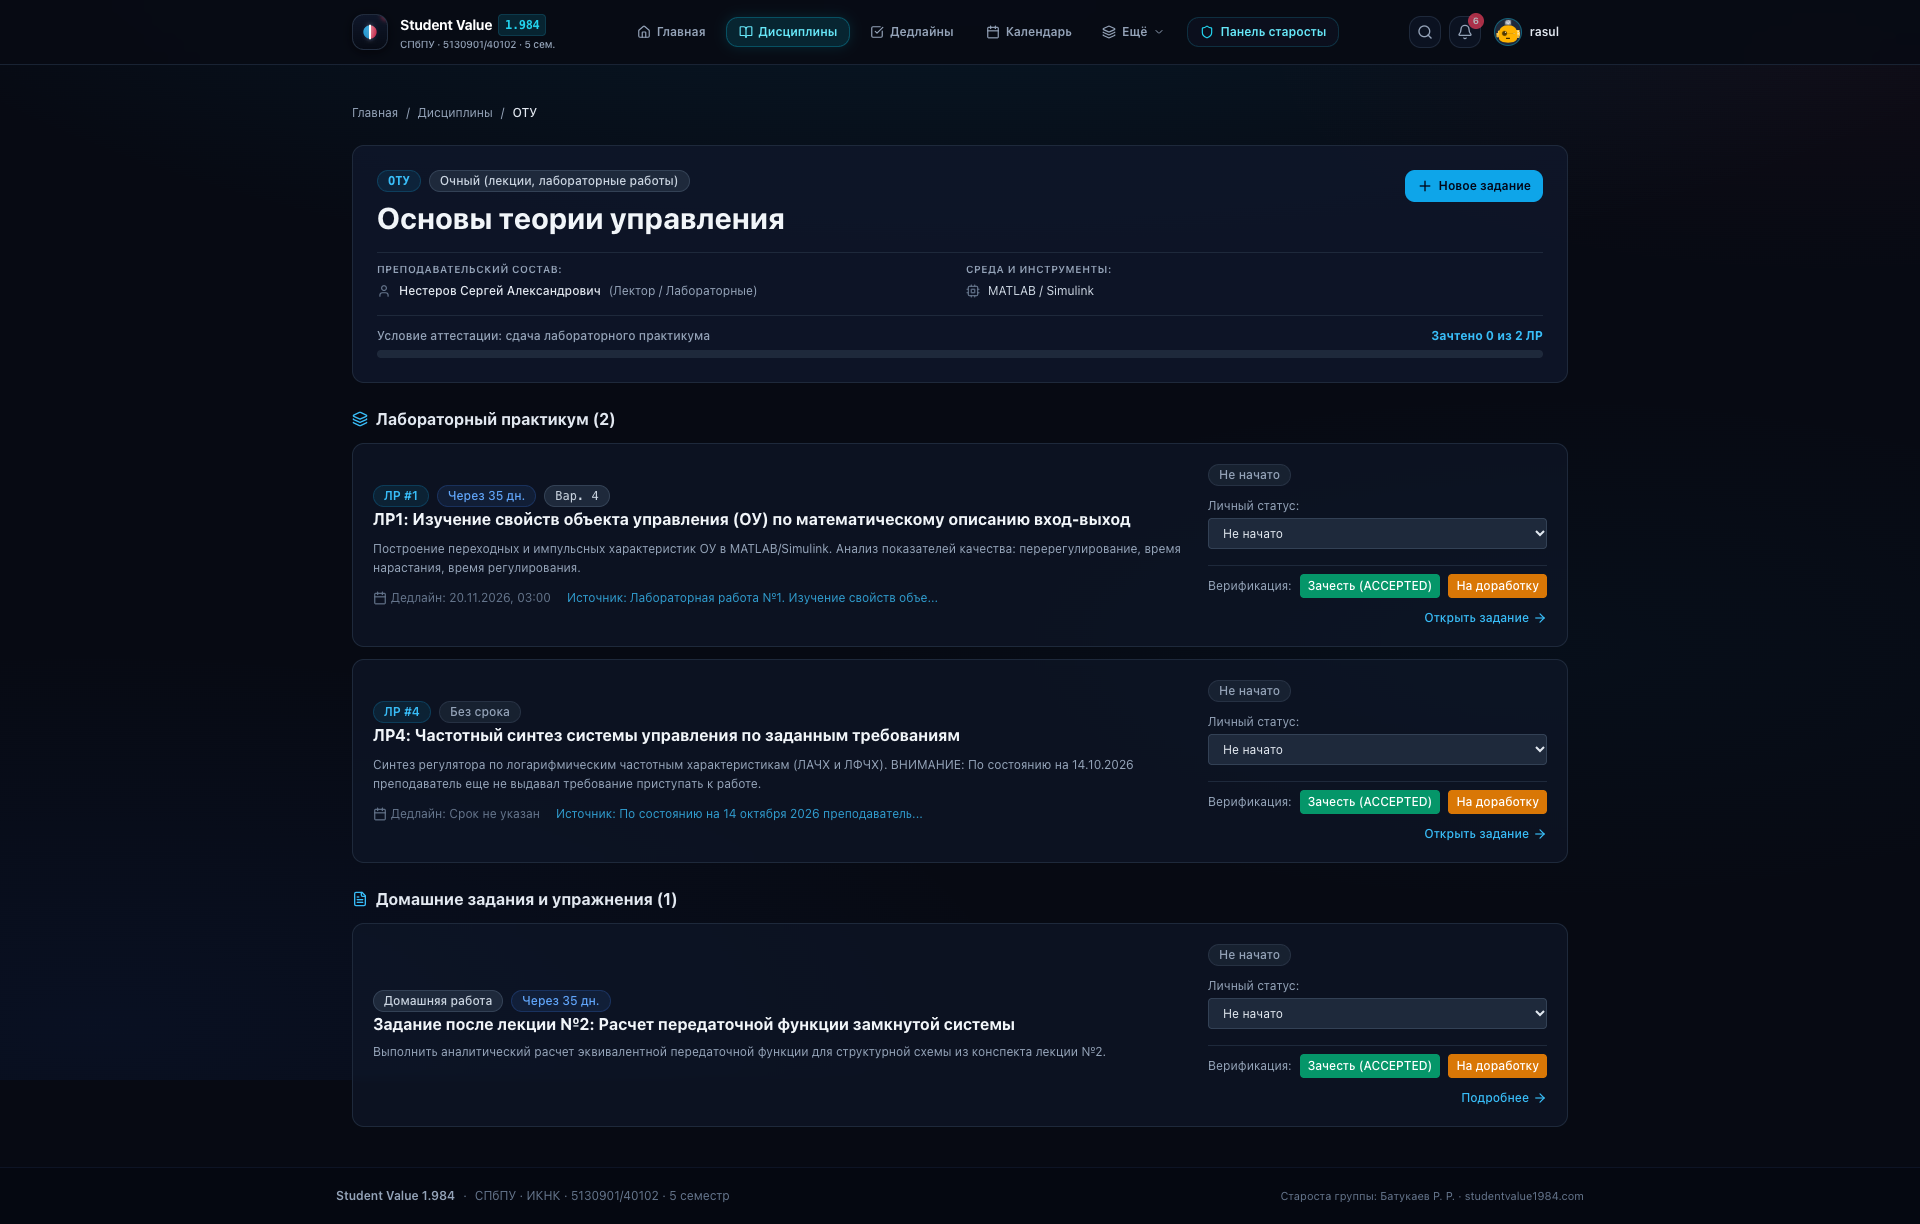 Student Value 1.984
СПбПУ · 5130901/40102 · 5 сем.
Главная
Дисциплины
Дедлайны
Календарь
Ещё
Панель старосты
6
rasul
Главная / Дисциплины / ОТУ
ОТУ
Очный (лекции, лабораторные работы)
Новое задание
Основы теории управления
ПРЕПОДАВАТЕЛЬСКИЙ СОСТАВ:
Нестеров Сергей Александрович (Лектор / Лабораторные)
СРЕДА И ИНСТРУМЕНТЫ:
MATLAB / Simulink
Условие аттестации: сдача лабораторного практикума
Зачтено 0 из 2 ЛР
Лабораторный практикум (2)
ЛР #1
Через 35 дн.
Вар. 4
ЛР1: Изучение свойств объекта управления (ОУ) по математическому описанию вход-выход
Построение переходных и импульсных характеристик ОУ в MATLAB/Simulink. Анализ показателей качества: перерегулирование, время
нарастания, время регулирования.
Дедлайн: 20.11.2026, 03:00
Источник: Лабораторная работа №1. Изучение свойств объе...
Не начато
Личный статус:
Не начато
Верификация:
Зачесть (ACCEPTED)
На доработку
Открыть задание →
ЛР #4
Без срока
ЛР4: Частотный синтез системы управления по заданным требованиям
Синтез регулятора по логарифмическим частотным характеристикам (ЛАЧХ и ЛФЧХ). ВНИМАНИЕ: По состоянию на 14.10.2026
преподаватель еще не выдавал требование приступать к работе.
Дедлайн: Срок не указан
Источник: По состоянию на 14 октября 2026 преподаватель...
Не начато
Личный статус:
Не начато
Верификация:
Зачесть (ACCEPTED)
На доработку
Открыть задание →
Домашние задания и упражнения (1)
Домашняя работа
Через 35 дн.
Задание после лекции №2: Расчет передаточной функции замкнутой системы
Выполнить аналитический расчет эквивалентной передаточной функции для структурной схемы из конспекта лекции №2.
Не начато
Личный статус:
Не начато
Верификация:
Зачесть (ACCEPTED)
На доработку
Подробнее →
Student Value 1.984 · СПбПУ · ИКНК · 5130901/40102 · 5 семестр
Староста группы: Батукаев Р. Р. · studentvalue1984.com